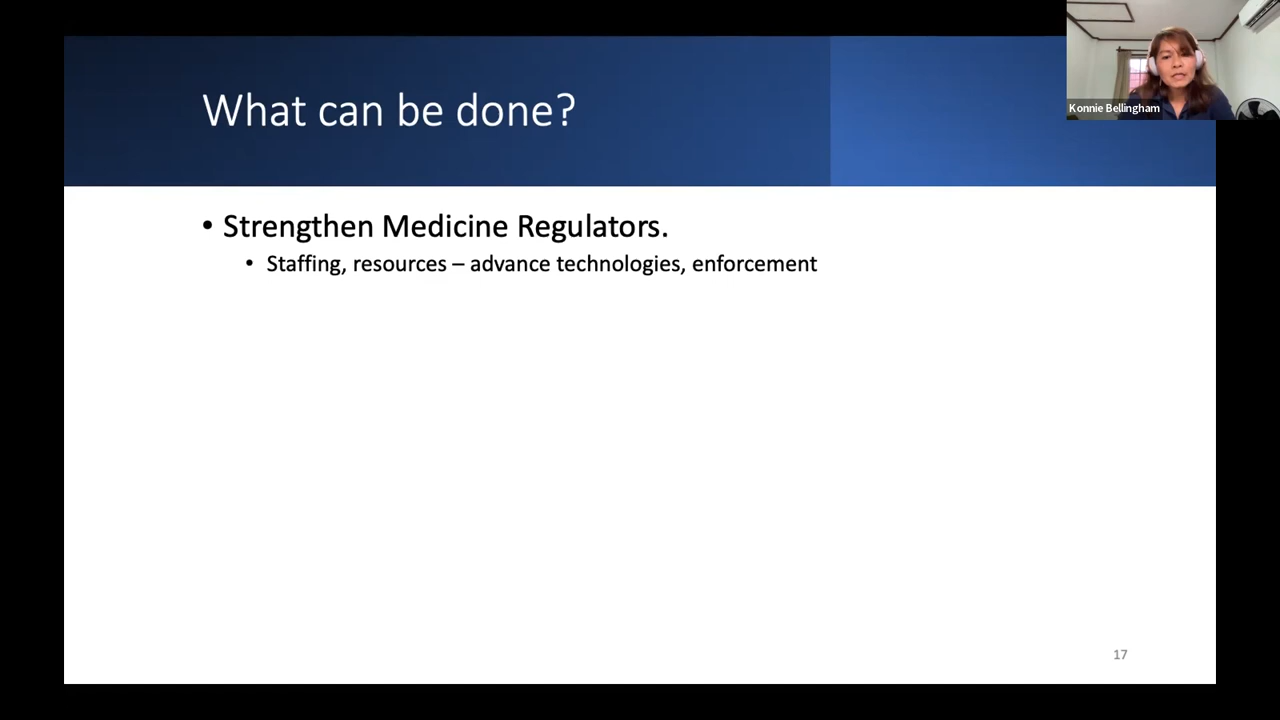 What can be done?
Konnie Bellingham
• Strengthen Medicine Regulators.
• Staffing, resources – advance technologies, enforcement
17